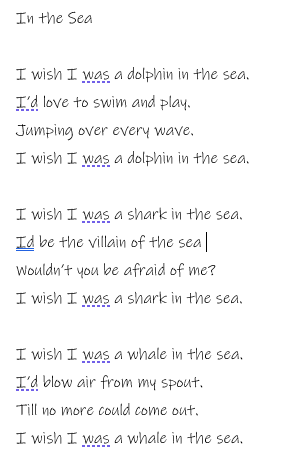 In the Sea
I wish I was a dolphin in the sea.
I'd love to swim and play.
Jumping over every wave.
I wish I was a dolphin in the sea.
I wish I was a shark in the sea.
Id be the villain of the sea
Wouldn't you be afraid of me?
I wish I was a shark in the sea.
I wish I was a whale in the sea.
I'd blow air from my spout.
Till no more could come out.
I wish I was a whale in the sea.